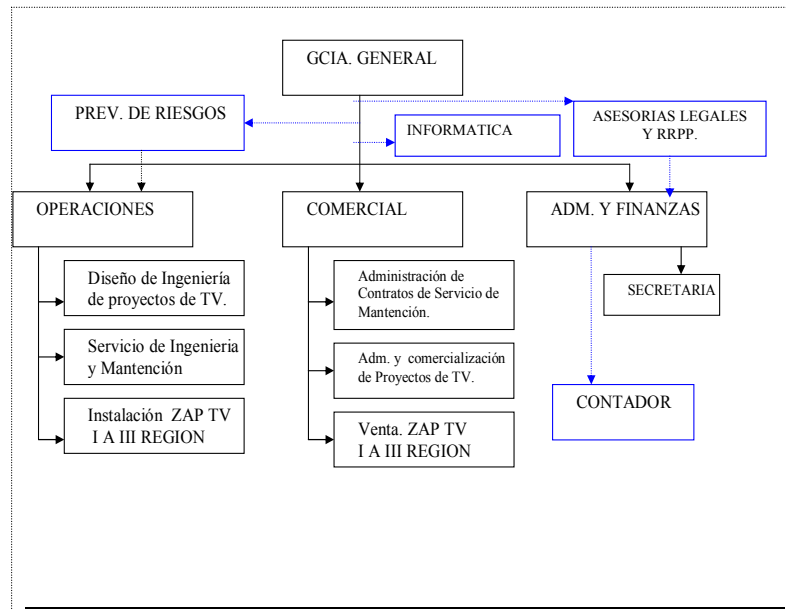 GCIA. GENERAL
PREV. DE RIESGOS
INFORMATICA
ASESORIAS LEGALES
Y RRPP.
OPERACIONES
COMERCIAL
ADM. Y FINANZAS
Diseño de Ingeniería
de proyectos de TV.
Servicio de Ingenieria
y Mantención
Instalación ZAP TV
I A III REGION
Administración de
Contratos de Servicio de
Mantención.
Adm. y comercialización
de Proyectos de TV.
Venta. ZAP TV
I A III REGION
SECRETARIA
CONTADOR